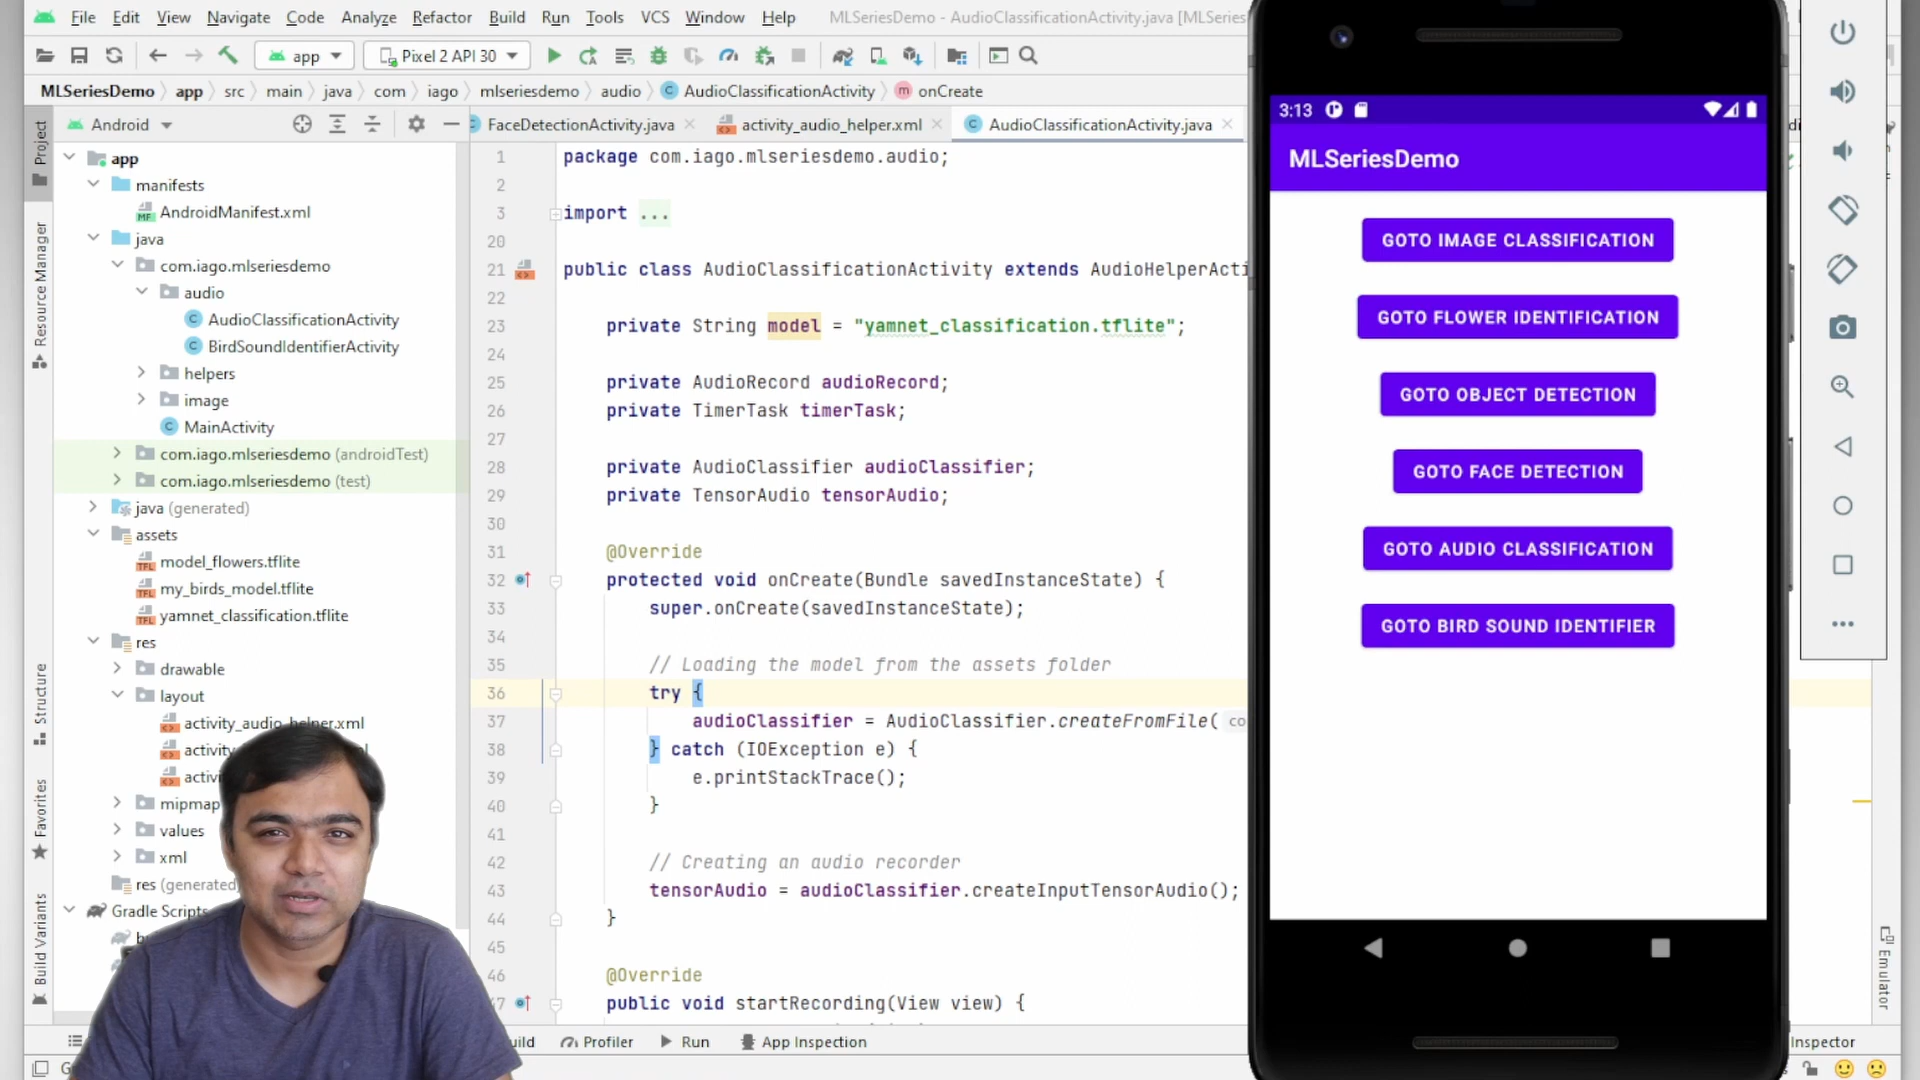 File Edit View Navigate Code Analyze Refactor Build Run Tools VCS Window Help MLSeriesDemo - AudioClassificationActivity.java [MLSeries
app Pixel 2 API 30
MLSeriesDemo app src main java com iago mlseriesdemo audio AudioClassificationActivity onCreate
Android
FaceDetectionActivity.java activity_audio_helper.xml AudioClassificationActivity.java
Project
Resource Manager
Structure
Favorites
Build Variants
app
manifests
AndroidManifest.xml
java
com.iago.mlseriesdemo
audio
AudioClassificationActivity
BirdSoundIdentifierActivity
helpers
image
MainActivity
com.iago.mlseriesdemo (androidTest)
com.iago.mlseriesdemo (test)
java (generated)
assets
model_flowers.tflite
my_birds_model.tflite
yamnet_classification.tflite
res
drawable
layout
activity_audio_helper.xml
mipmap
values
xml
res (generated)
Gradle Scripts
1 package com.iago.mlseriesdemo.audio;
2
3 import ...
20
21 public class AudioClassificationActivity extends AudioHelperActi
22
23 private String model = "yamnet_classification.tflite";
24
25 private AudioRecord audioRecord;
26 private TimerTask timerTask;
27
28 private AudioClassifier audioClassifier;
29 private TensorAudio tensorAudio;
30
31 @Override
32 protected void onCreate(Bundle savedInstanceState) {
33 super.onCreate(savedInstanceState);
34
35 // Loading the model from the assets folder
36 try {
37 audioClassifier = AudioClassifier.createFromFile( co
38 } catch (IOException e) {
39 e.printStackTrace();
40 }
41
42 // Creating an audio recorder
43 tensorAudio = audioClassifier.createInputTensorAudio();
44 }
45
46 @Override
47 public void startRecording(View view) {
Profiler Run App Inspection
Inspector
Emulator
3:13
MLSeriesDemo
GOTO IMAGE CLASSIFICATION
GOTO FLOWER IDENTIFICATION
GOTO OBJECT DETECTION
GOTO FACE DETECTION
GOTO AUDIO CLASSIFICATION
GOTO BIRD SOUND IDENTIFIER